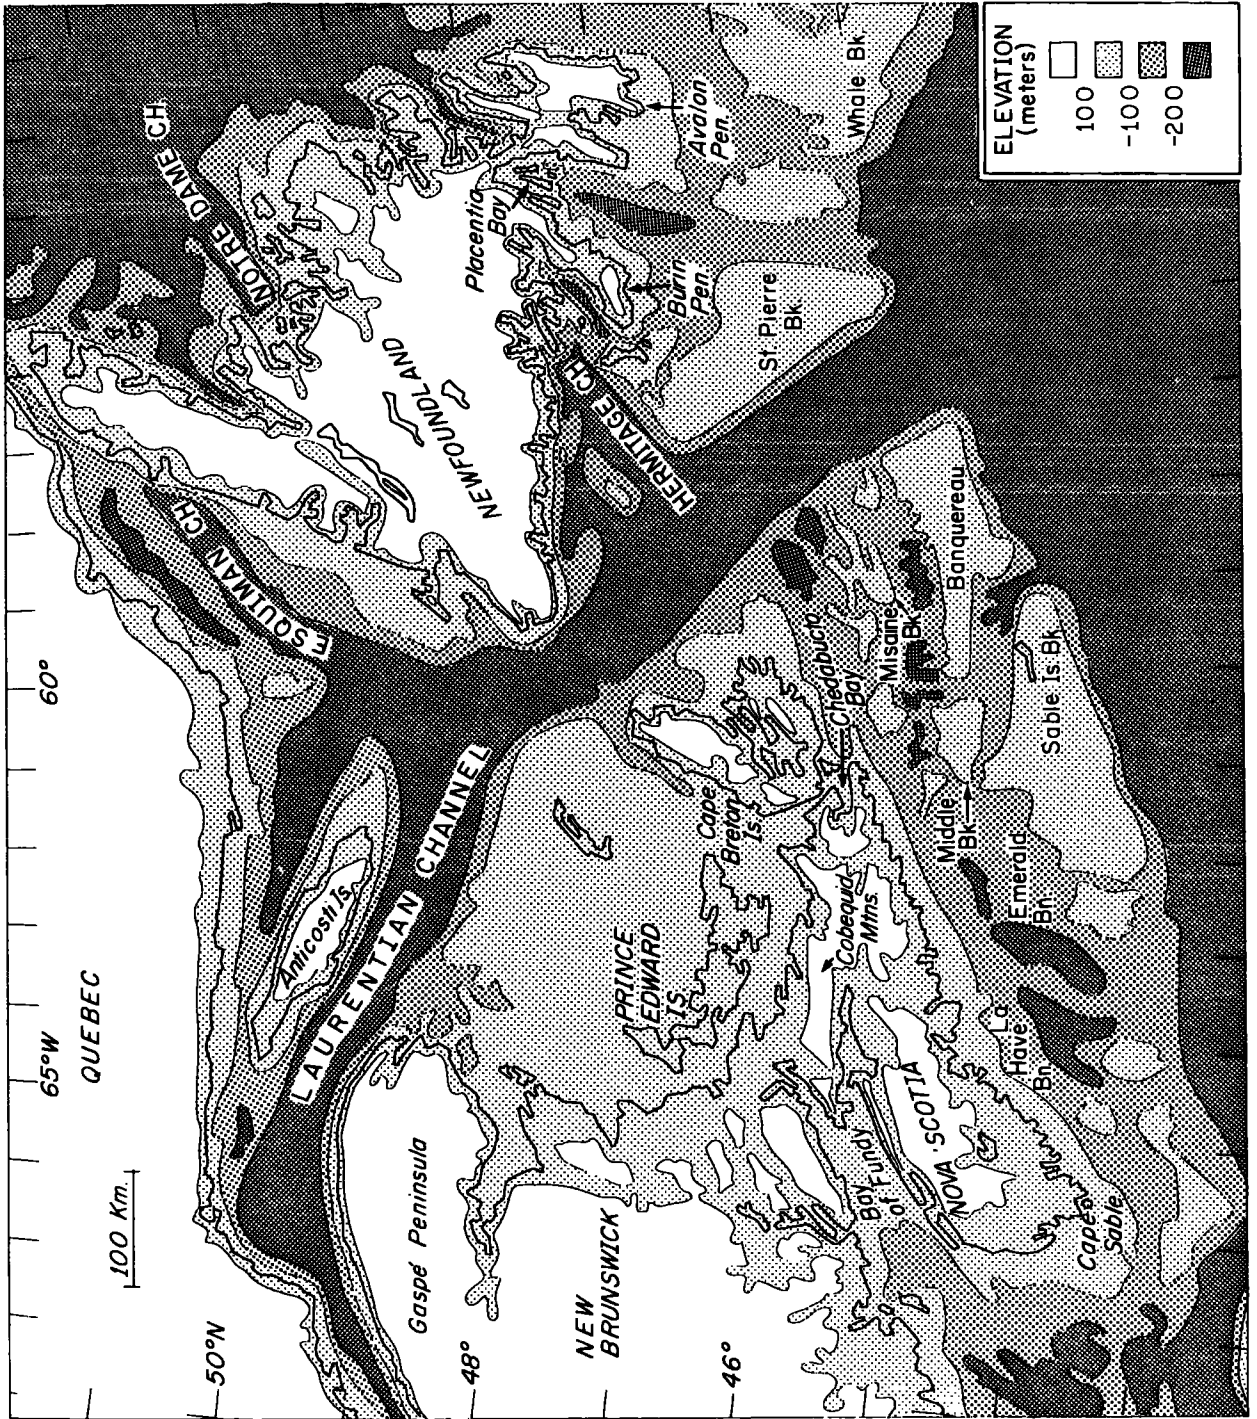 65°W
60°
QUEBEC
100 Km.
50°N
48°
46°
NOTRE DAME CH
ESQUIMAN CH.
Anticosti Is.
LAURENTIAN CHANNEL
Gaspé Peninsula
NEW
BRUNSWICK
PRINCE
EDWARD
IS.
NEWFOUNDLAND
Placentia
Bay
Avalon
Pen.
Burin
Pen.
HERMITAGE CH.
St. Pierre
Bk.
Whale Bk.
Cape
Breton
Is.
Chedabucto
Bay
Cobequid
Mtns.
Bay
of Fundy
NOVA SCOTIA
Cape
Sable
Misaine
Bk
Banquereau
Middle
Bk
Sable Is Bk.
Emerald
Bn.
La
Have
Bn.
ELEVATION
(meters)
100
-100
-200